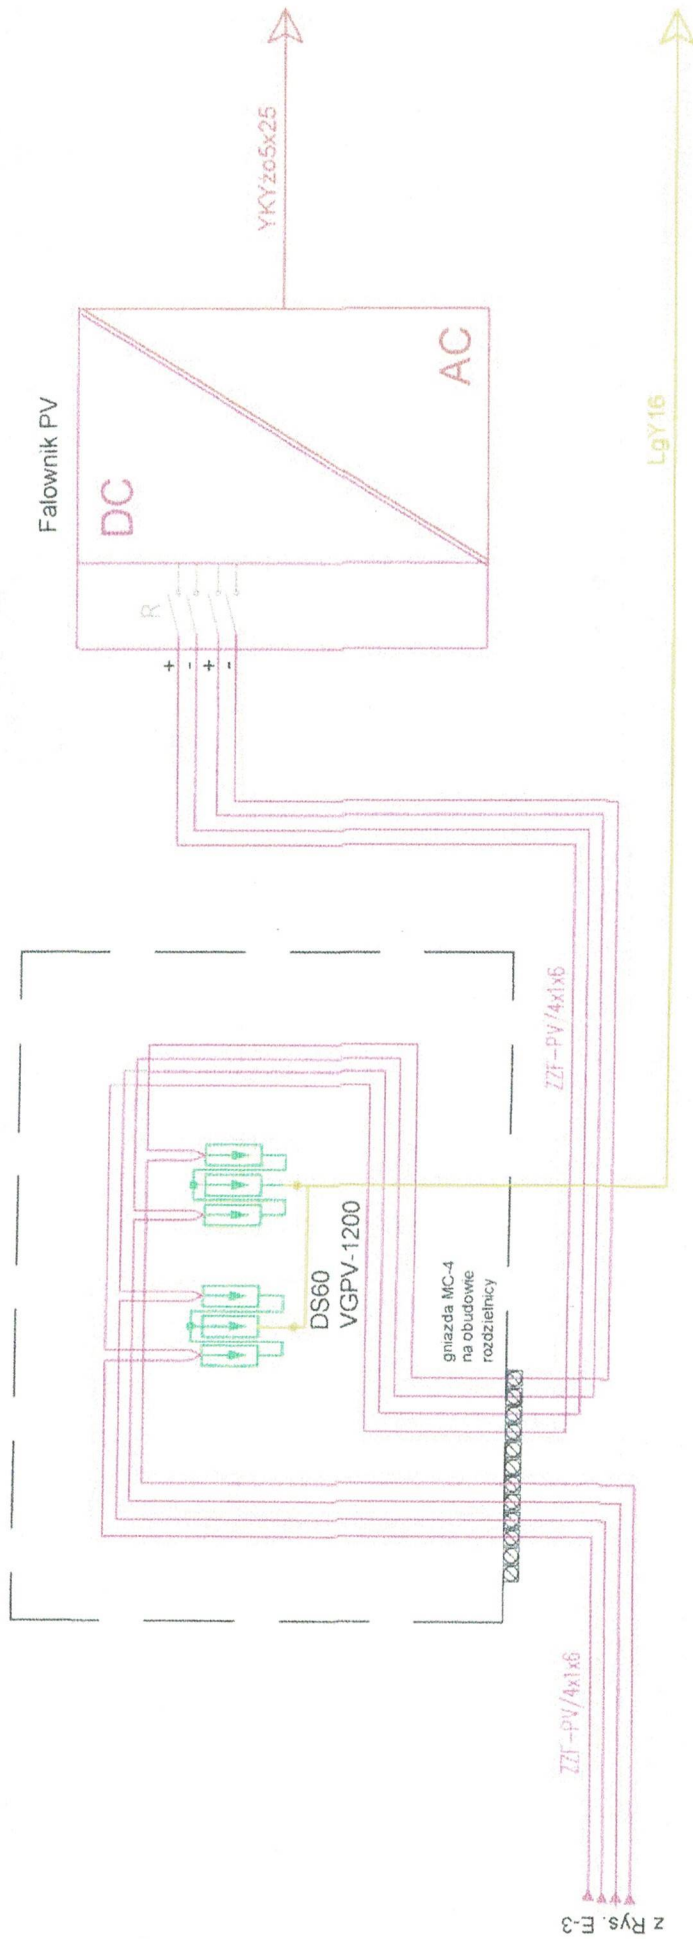 Falownik PV
DC
AC
R
+
-
+
-
YKYżo5x25
LgY16
DS60
VGPV-1200
gniazda MC-4
na obudowie
rozdzielnicy
ZZF-PV/4x1x6
ZZF-PV/4x1x6
z Rys. E-3